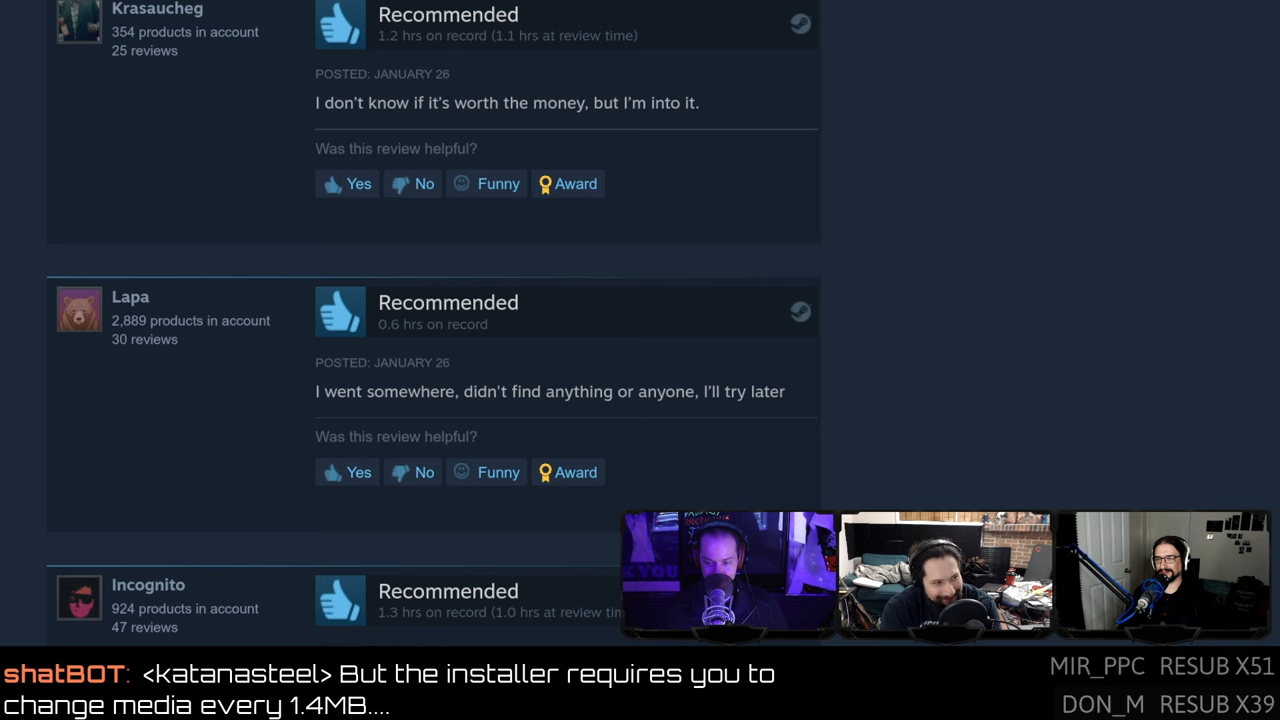 Krasaucheg
354 products in account
25 reviews
Recommended
1.2 hrs on record (1.1 hrs at review time)
POSTED: JANUARY 26
I don't know if it's worth the money, but I'm into it.
Was this review helpful?
Yes
No
Funny
Award
Lapa
2,889 products in account
30 reviews
Recommended
0.6 hrs on record
POSTED: JANUARY 26
I went somewhere, didn't find anything or anyone, I'll try later
Was this review helpful?
Yes
No
Funny
Award
Incognito
924 products in account
47 reviews
Recommended
1.3 hrs on record (1.0 hrs at review
shatBOT: <katanasteel> But the installer requires you to
change media every 1.4MB....
MIR_PPC RESUB X51
DON_M RESUB X39